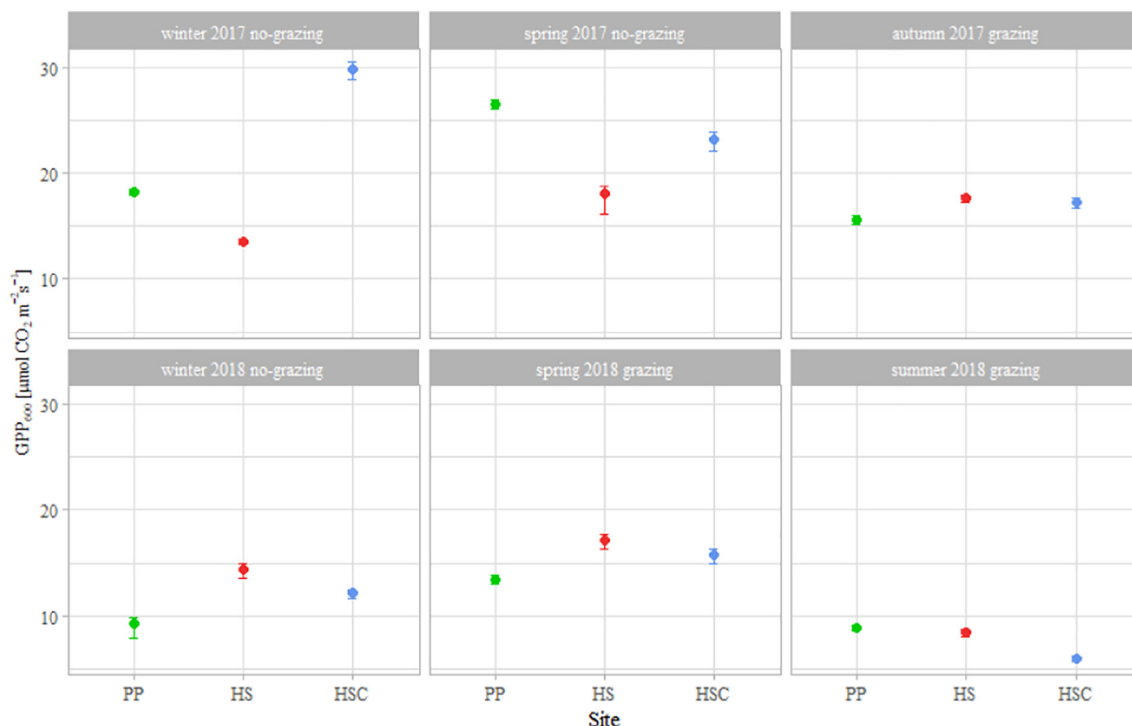 winter 2017 no-grazing
spring 2017 no-grazing
autumn 2017 grazing
30
20
10
winter 2018 no-grazing
spring 2018 grazing
summer 2018 grazing
30
20
10
GPP₆₀₀ [µmol CO₂ m⁻²s⁻¹]
PP HS HSC
PP HS HSC
PP HS HSC
Site